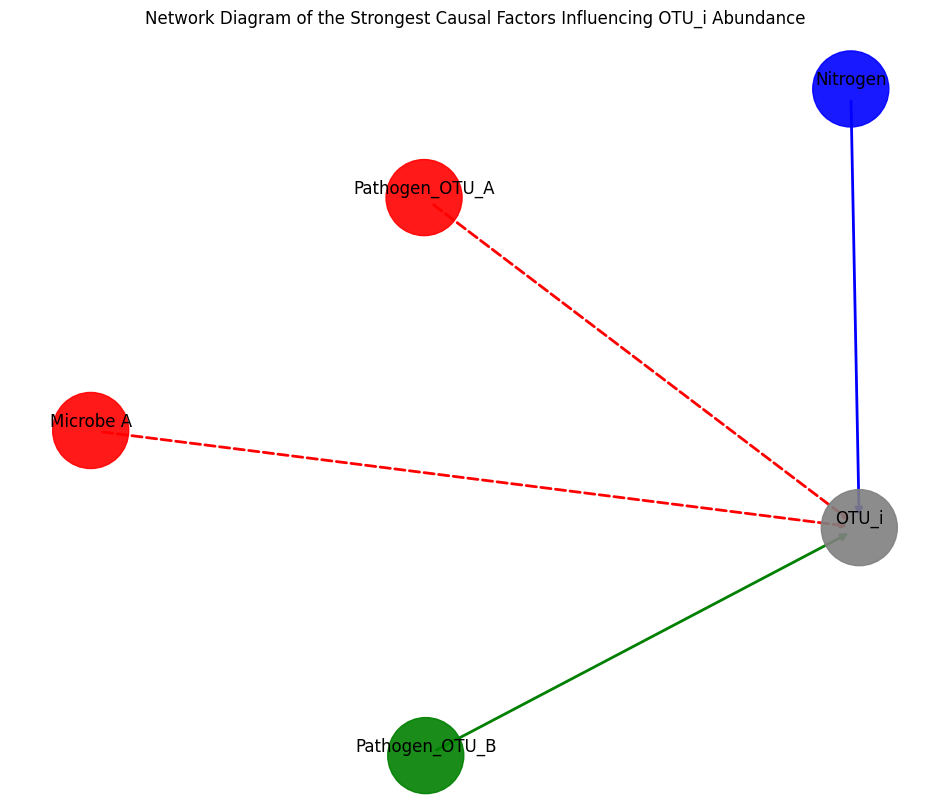 Network Diagram of the Strongest Causal Factors Influencing OTU_i Abundance
Nitrogen
Pathogen_OTU_A
Microbe A
OTU_i
Pathogen_OTU_B